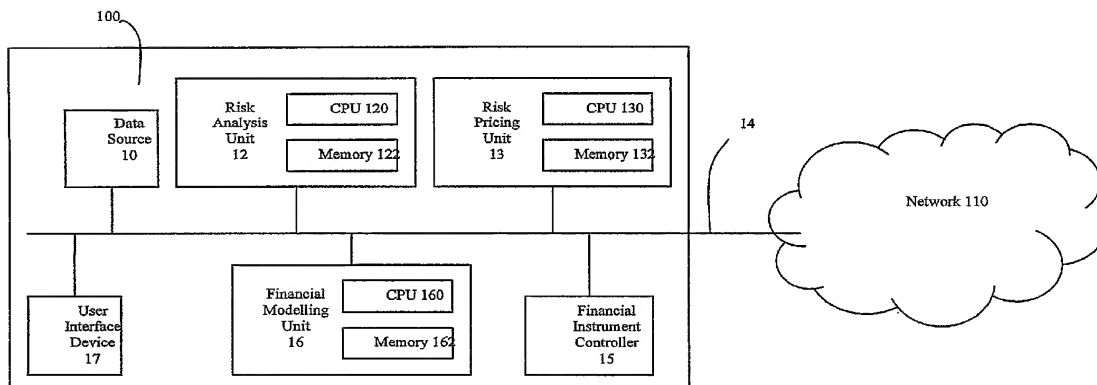 100
Data
Source
10
Risk
Analysis
Unit
12
CPU 120
Memory 122
Risk
Pricing
Unit
13
CPU 130
Memory 132
14
Network 110
User
Interface
Device
17
Financial
Modelling
Unit
16
CPU 160
Memory 162
Financial
Instrument
Controller
15